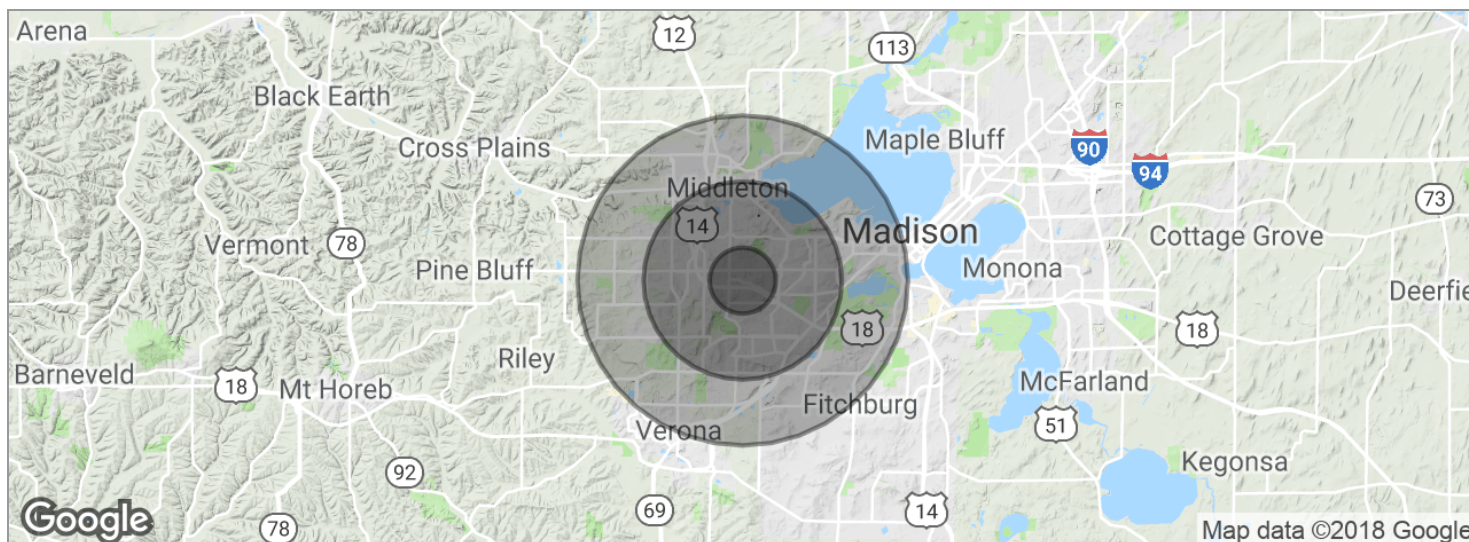 Arena
12
113
Black Earth
Maple Bluff
Cross Plains
90
94
Middleton
73
14
Vermont
78
Madison
Cottage Grove
Pine Bluff
Monona
Deerfie
18
18
Riley
Barneveld
18
Mt Horeb
McFarland
Fitchburg
51
Verona
92
Kegonsa
69
14
78
Google
Map data ©2018 Google